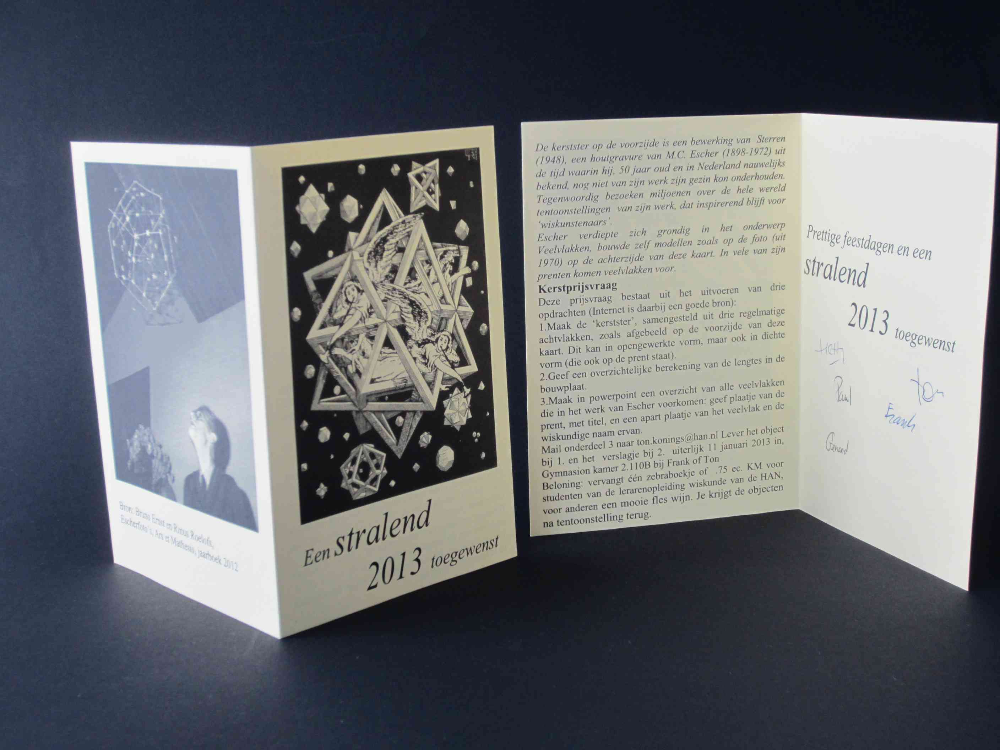 Bron: Bruno Ernst en Rinus Roelofs,
Escherfoto's, Ars et Mathesis, jaarboek 2012
Een stralend
2013 toegewenst
De kerstster op de voorzijde is een bewerking van Sterren
(1948), een houtgravure van M.C. Escher (1898-1972) uit
de tijd waarin hij, 50 jaar oud en in Nederland nauwelijks
bekend, nog niet van zijn werk zijn gezin kon onderhouden.
Tegenwoordig bezoeken miljoenen over de hele wereld
tentoonstellingen van zijn werk, dat inspirerend blijft voor
‘wiskunstenaars’.
Escher verdiepte zich grondig in het onderwerp
Veelvlakken, bouwde zelf modellen zoals op de foto (uit
1970) op de achterzijde van deze kaart. In vele van zijn
prenten komen veelvlakken voor.
Kerstprijsvraag
Deze prijsvraag bestaat uit het uitvoeren van drie
opdrachten (Internet is daarbij een goede bron):
1.Maak de ‘kerstster’, samengesteld uit drie regelmatige
achtvlakken, zoals afgebeeld op de voorzijde van deze
kaart. Dit kan in opengewerkte vorm, maar ook in dichte
vorm (die ook op de prent staat).
2.Geef een overzichtelijke berekening van de lengtes in de
bouwplaat.
3.Maak in powerpoint een overzicht van alle veelvlakken
die in het werk van Escher voorkomen: geef plaatje van de
prent, met titel, en een apart plaatje van het veelvlak en de
wiskundige naam ervan.
Mail onderdeel 3 naar ton.konings@han.nl Lever het object
bij 1. en het verslagje bij 2. uiterlijk 11 januari 2013 in,
Gymnasion kamer 2.110B bij Frank of Ton
Beloning: vervangt één zebraboekje of .75 ec. KM voor
studenten van de lerarenopleiding wiskunde van de HAN,
voor anderen een mooie fles wijn. Je krijgt de objecten
na tentoonstelling terug.
Prettige feestdagen en een
stralend
2013 toegewenst
Ton
Paul
Frank